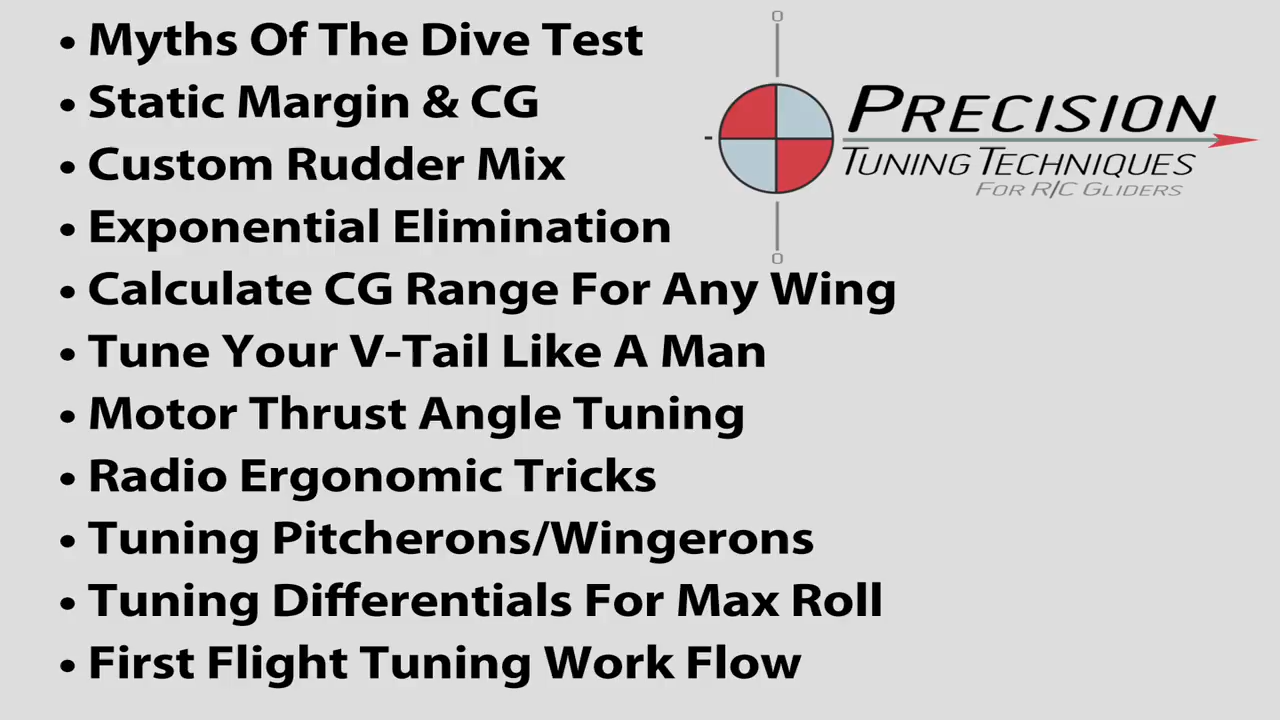 • Myths Of The Dive Test
• Static Margin & CG
• Custom Rudder Mix
• Exponential Elimination
• Calculate CG Range For Any Wing
• Tune Your V-Tail Like A Man
• Motor Thrust Angle Tuning
• Radio Ergonomic Tricks
• Tuning Pitcherons/Wingerons
• Tuning Differentials For Max Roll
• First Flight Tuning Work Flow
PRECISION
TUNING TECHNIQUES
FOR R/C GLIDERS